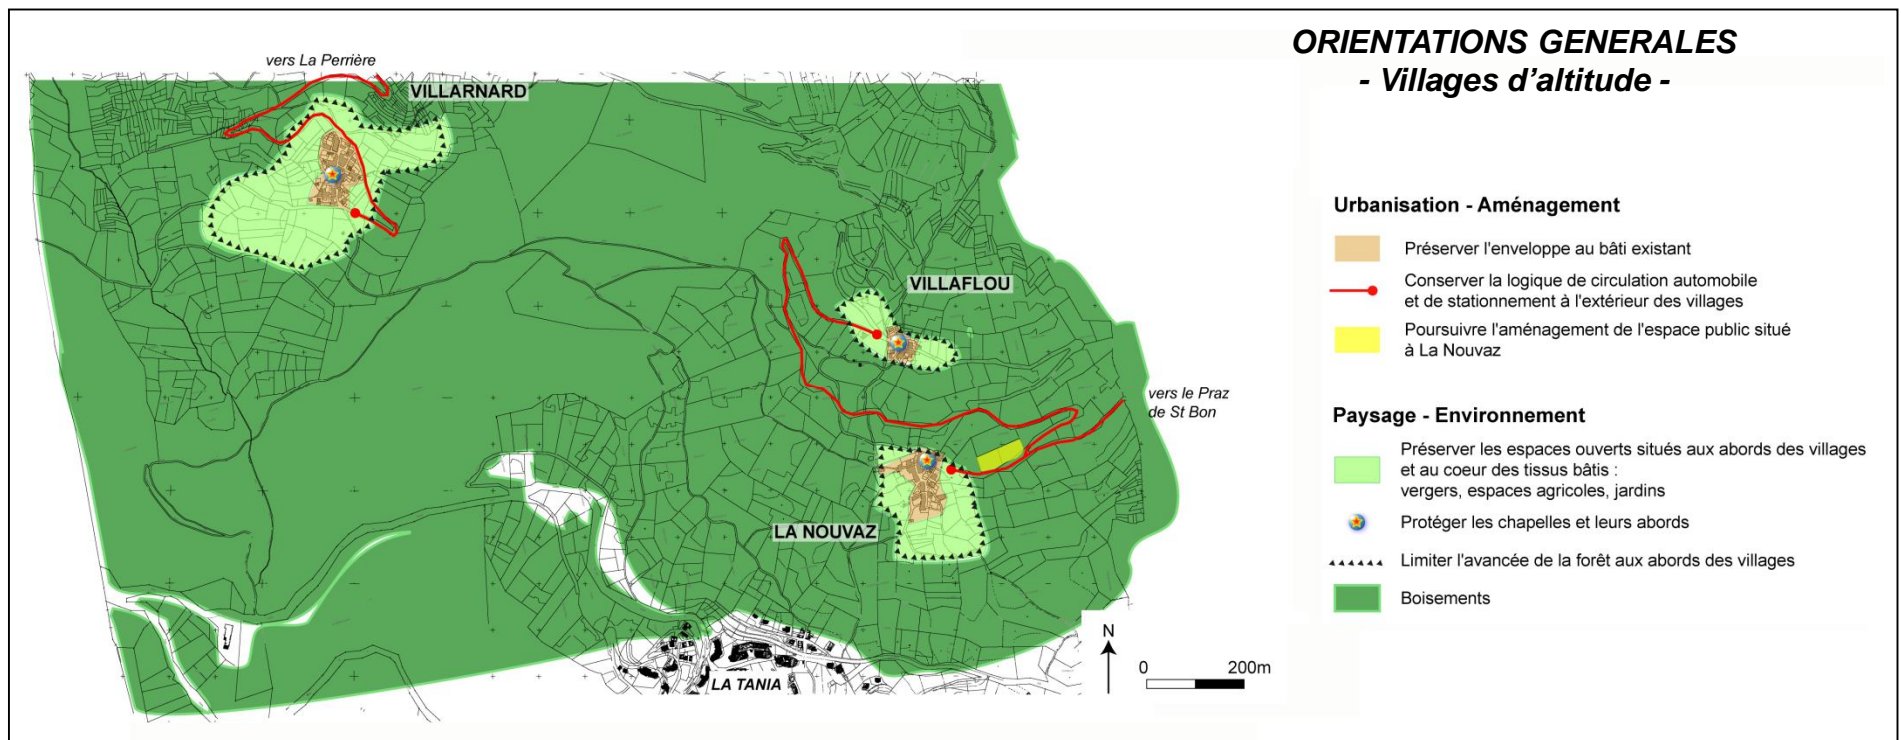 ORIENTATIONS GENERALES
- Villages d'altitude -
vers La Perrière
VILLARNARD
VILLAFLOU
vers le Praz
de St Bon
LA NOUVAZ
LA TANIA
N
0 200m
Urbanisation - Aménagement
Préserver l'enveloppe au bâti existant
Conserver la logique de circulation automobile
et de stationnement à l'extérieur des villages
Poursuivre l'aménagement de l'espace public situé
à La Nouvaz
Paysage - Environnement
Préserver les espaces ouverts situés aux abords des villages
et au coeur des tissus bâtis :
vergers, espaces agricoles, jardins
Protéger les chapelles et leurs abords
Limiter l'avancée de la forêt aux abords des villages
Boisements